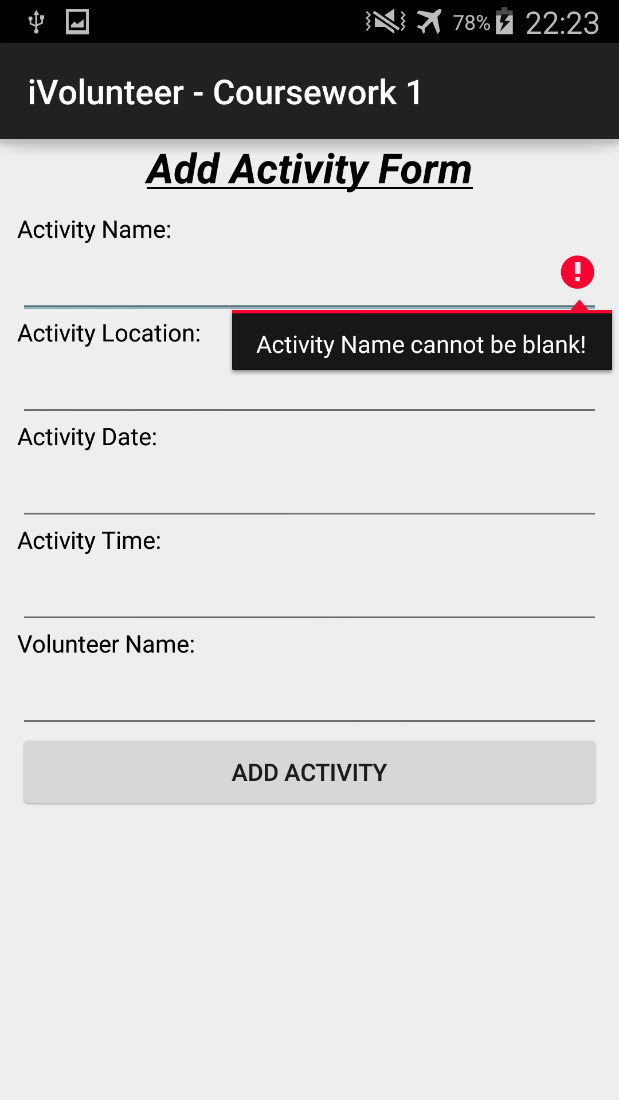 78% 22:23
iVolunteer - Coursework 1
Add Activity Form
Activity Name:
Activity Location:
Activity Name cannot be blank!
Activity Date:
Activity Time:
Volunteer Name:
ADD ACTIVITY